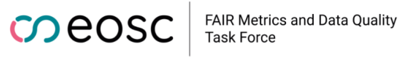 eosc
FAIR Metrics and Data Quality
Task Force